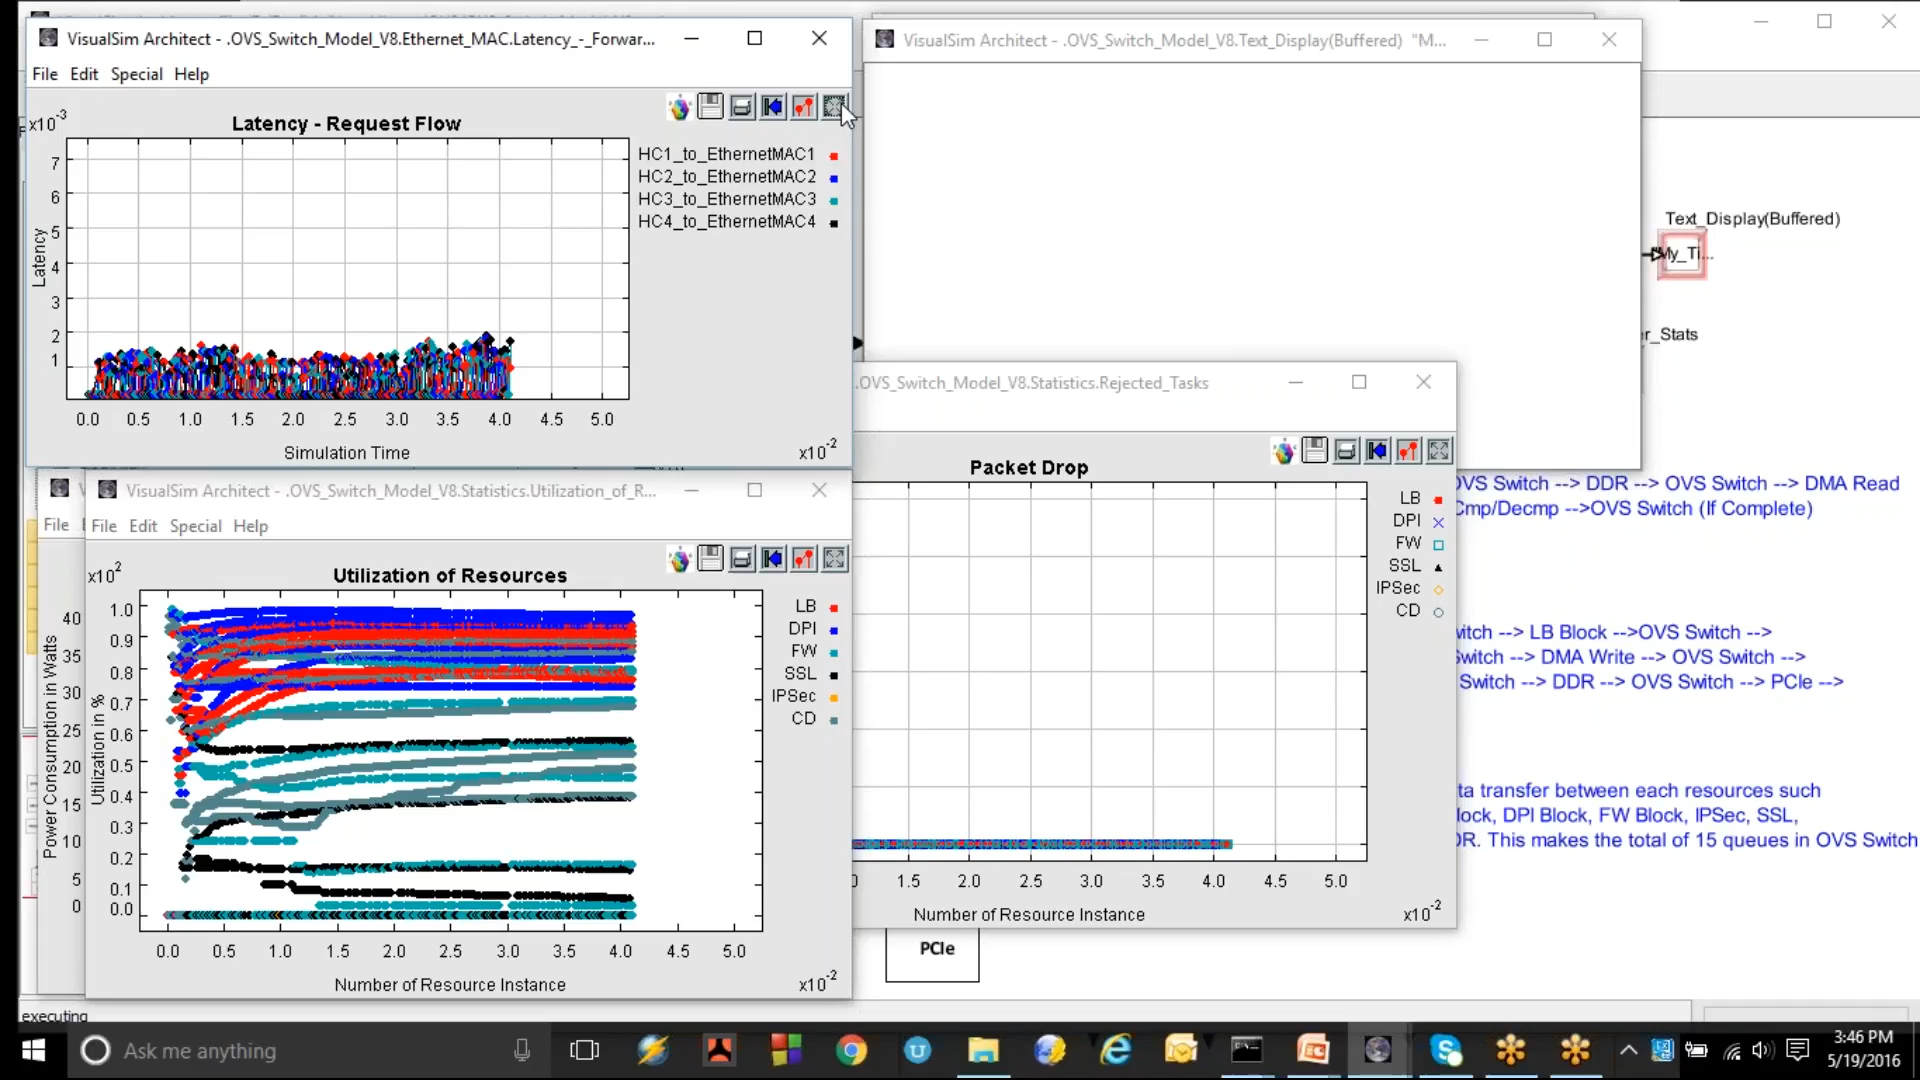 VisualSim Architect - .OVS_Switch_Model_V8.Ethernet_MAC.Latency_-_Forwar...
File Edit Special Help
x10-3
Latency - Request Flow
7
6
5
4
3
2
1
Latency
0.0 0.5 1.0 1.5 2.0 2.5 3.0 3.5 4.0 4.5 5.0
Simulation Time
x10-2
HC1_to_EthernetMAC1
HC2_to_EthernetMAC2
HC3_to_EthernetMAC3
HC4_to_EthernetMAC4
VisualSim Architect - .OVS_Switch_Model_V8.Text_Display(Buffered) "M...
Text_Display(Buffered)
My_Ti...
r_Stats
.OVS_Switch_Model_V8.Statistics.Rejected_Tasks
Packet Drop
LB
DPI
FW
SSL
IPSec
CD
1.5 2.0 2.5 3.0 3.5 4.0 4.5 5.0
Number of Resource Instance
x10-2
File
VisualSim Architect - .OVS_Switch_Model_V8.Statistics.Utilization_of_R...
File Edit Special Help
x102
Utilization of Resources
40
35
30
25
20
15
10
5
0
Power Consumption in Watts
1.0
0.9
0.8
0.7
0.6
0.5
0.4
0.3
0.2
0.1
0.0
Utilization in %
LB
DPI
FW
SSL
IPSec
CD
0.0 0.5 1.0 1.5 2.0 2.5 3.0 3.5 4.0 4.5 5.0
Number of Resource Instance
x10-2
OVS Switch --> DDR --> OVS Switch --> DMA Read
Cmp/Decmp -->OVS Switch (If Complete)
witch --> LB Block -->OVS Switch -->
Switch --> DMA Write --> OVS Switch -->
Switch --> DDR --> OVS Switch --> PCIe -->
ta transfer between each resources such
lock, DPI Block, FW Block, IPSec, SSL,
DR. This makes the total of 15 queues in OVS Switch
PCIe
executing
Ask me anything
3:46 PM
5/19/2016